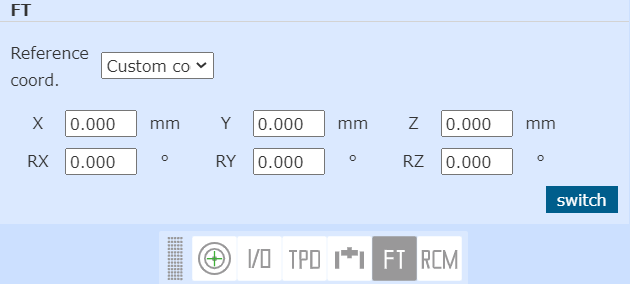 FT
Reference
coord.
Custom co
X 0.000 mm Y 0.000 mm Z 0.000 mm
RX 0.000 ° RY 0.000 ° RZ 0.000 °
switch
I/O TPD FT RCM